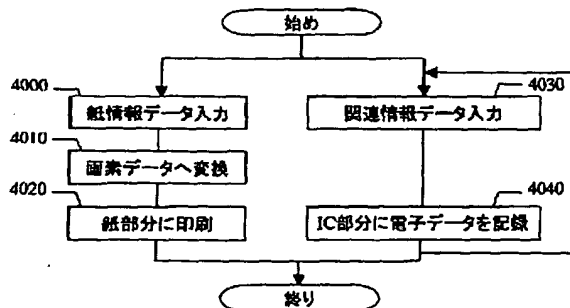 始め
4000
紙情報データ入力
4030
関連情報データ入力
4010
画素データへ変換
4020
紙部分に印刷
4040
IC部分に電子データを記録
終り